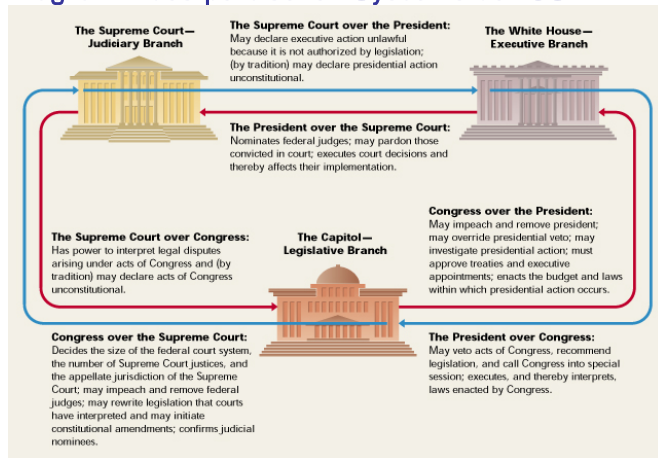 The Supreme Court—
Judiciary Branch
The Supreme Court over the President:
May declare executive action unlawful
because it is not authorized by legislation;
(by tradition) may declare presidential action
unconstitutional.
The White House—
Executive Branch
The President over the Supreme Court:
Nominates federal judges; may pardon those
convicted in court; executes court decisions and
thereby affects their implementation.
The Supreme Court over Congress:
Has power to interpret legal disputes
arising under acts of Congress and (by
tradition) may declare acts of Congress
unconstitutional.
The Capitol—
Legislative Branch
Congress over the President:
May impeach and remove president;
may override presidential veto; may
investigate presidential action; must
approve treaties and executive
appointments; enacts the budget and laws
within which presidential action occurs.
Congress over the Supreme Court:
Decides the size of the federal court system,
the number of Supreme Court justices, and
the appellate jurisdiction of the Supreme
Court; may impeach and remove federal
judges; may rewrite legislation that courts
have interpreted and may initiate
constitutional amendments; confirms judicial
nominees.
The President over Congress:
May veto acts of Congress, recommend
legislation, and call Congress into special
session; executes, and thereby interprets,
laws enacted by Congress.